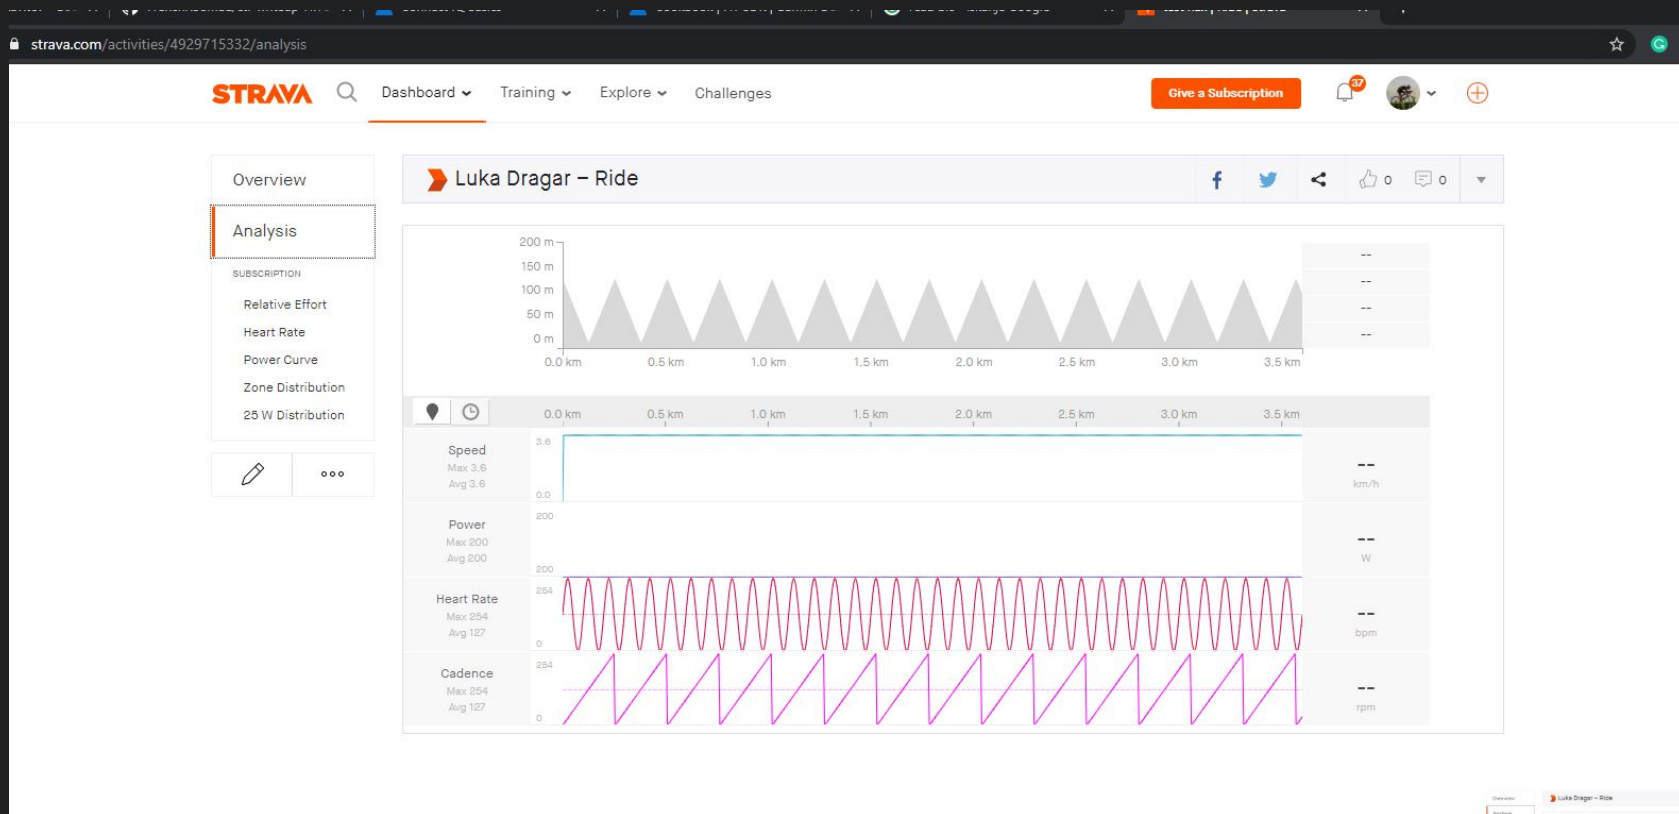 strava.com/activities/4929715332/analysis
STRAVA Dashboard Training Explore Challenges Give a Subscription 37
Overview
Analysis
SUBSCRIPTION
Relative Effort
Heart Rate
Power Curve
Zone Distribution
25 W Distribution
Luka Dragar – Ride 0 0
200 m
150 m
100 m
50 m
0 m
-- 
--
--
--
0.0 km 0.5 km 1.0 km 1.5 km 2.0 km 2.5 km 3.0 km 3.5 km
0.0 km 0.5 km 1.0 km 1.5 km 2.0 km 2.5 km 3.0 km 3.5 km
Speed
Max 3.6
Avg 3.6
3.6
0.0
--
km/h
Power
Max 200
Avg 200
200
200
--
W
Heart Rate
Max 254
Avg 127
254
0
--
bpm
Cadence
Max 254
Avg 127
254
0
--
rpm
Overview
Luka Dragar – Ride
Analysis